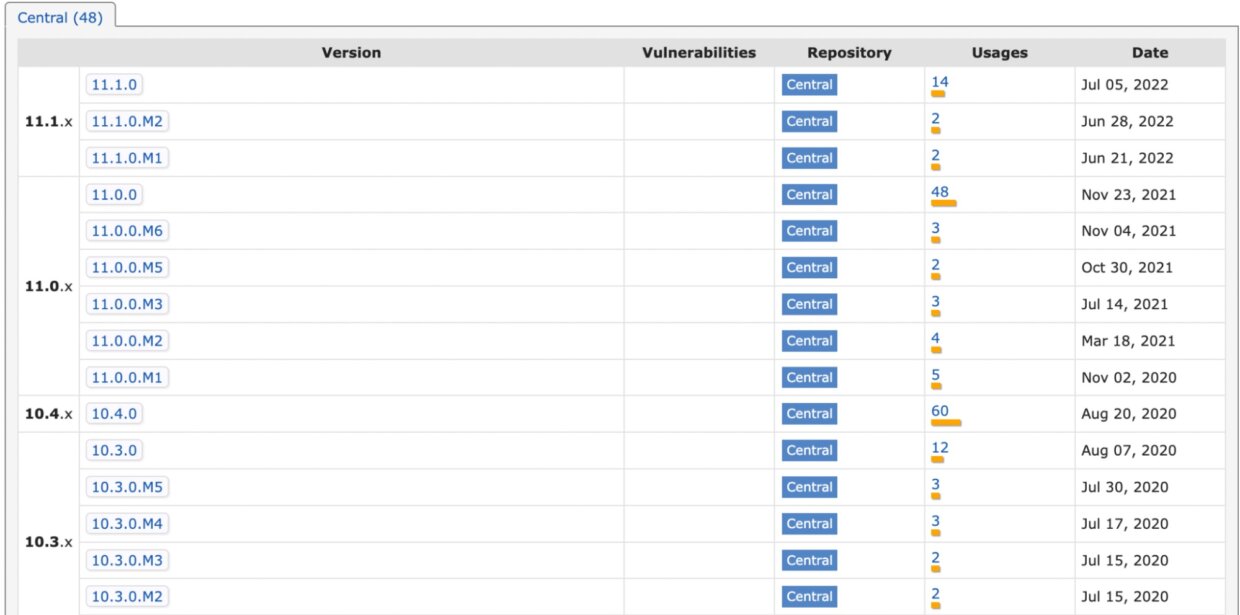 Central (48)
Version Vulnerabilities Repository Usages Date
11.1.0 Central 14 Jul 05, 2022
11.1.x 11.1.0.M2 Central 2 Jun 28, 2022
11.1.0.M1 Central 2 Jun 21, 2022
11.0.0 Central 48 Nov 23, 2021
11.0.0.M6 Central 3 Nov 04, 2021
11.0.0.M5 Central 2 Oct 30, 2021
11.0.x
11.0.0.M3 Central 3 Jul 14, 2021
11.0.0.M2 Central 4 Mar 18, 2021
11.0.0.M1 Central 5 Nov 02, 2020
10.4.x 10.4.0 Central 60 Aug 20, 2020
10.3.0 Central 12 Aug 07, 2020
10.3.0.M5 Central 3 Jul 30, 2020
10.3.0.M4 Central 3 Jul 17, 2020
10.3.x
10.3.0.M3 Central 2 Jul 15, 2020
10.3.0.M2 Central 2 Jul 15, 2020